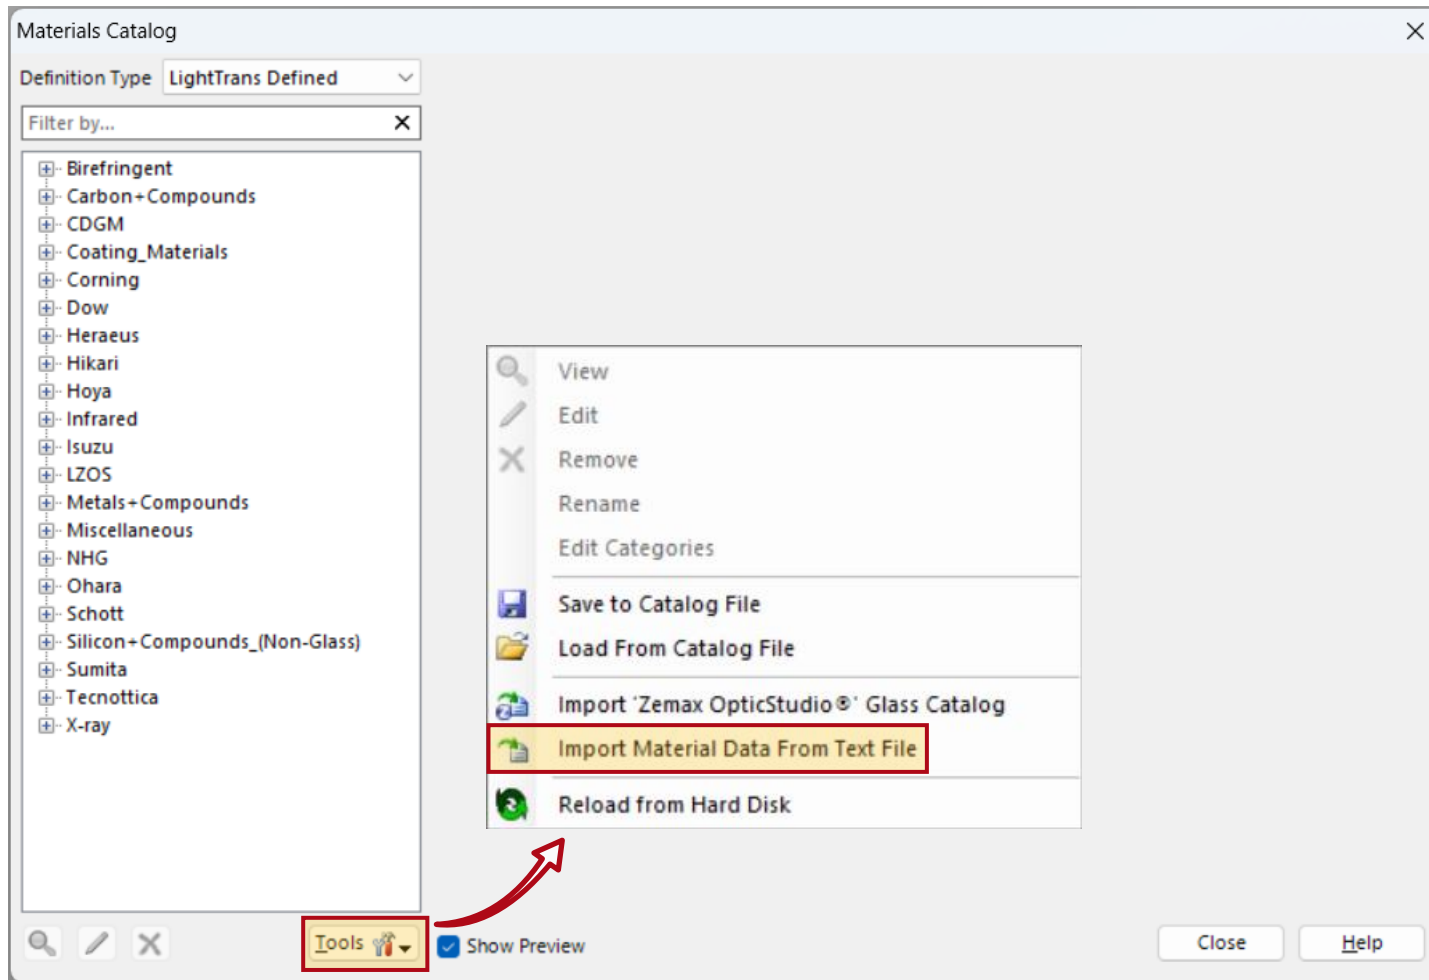 Materials Catalog
Definition Type LightTrans Defined
Filter by...
Birefringent
Carbon+Compounds
CDGM
Coating_Materials
Corning
Dow
Heraeus
Hikari
Hoya
Infrared
Isuzu
LZOS
Metals+Compounds
Miscellaneous
NHG
Ohara
Schott
Silicon+Compounds_(Non-Glass)
Sumita
Tecnottica
X-ray
View
Edit
Remove
Rename
Edit Categories
Save to Catalog File
Load From Catalog File
Import 'Zemax OpticStudio®' Glass Catalog
Import Material Data From Text File
Reload from Hard Disk
Tools
Show Preview
Close
Help